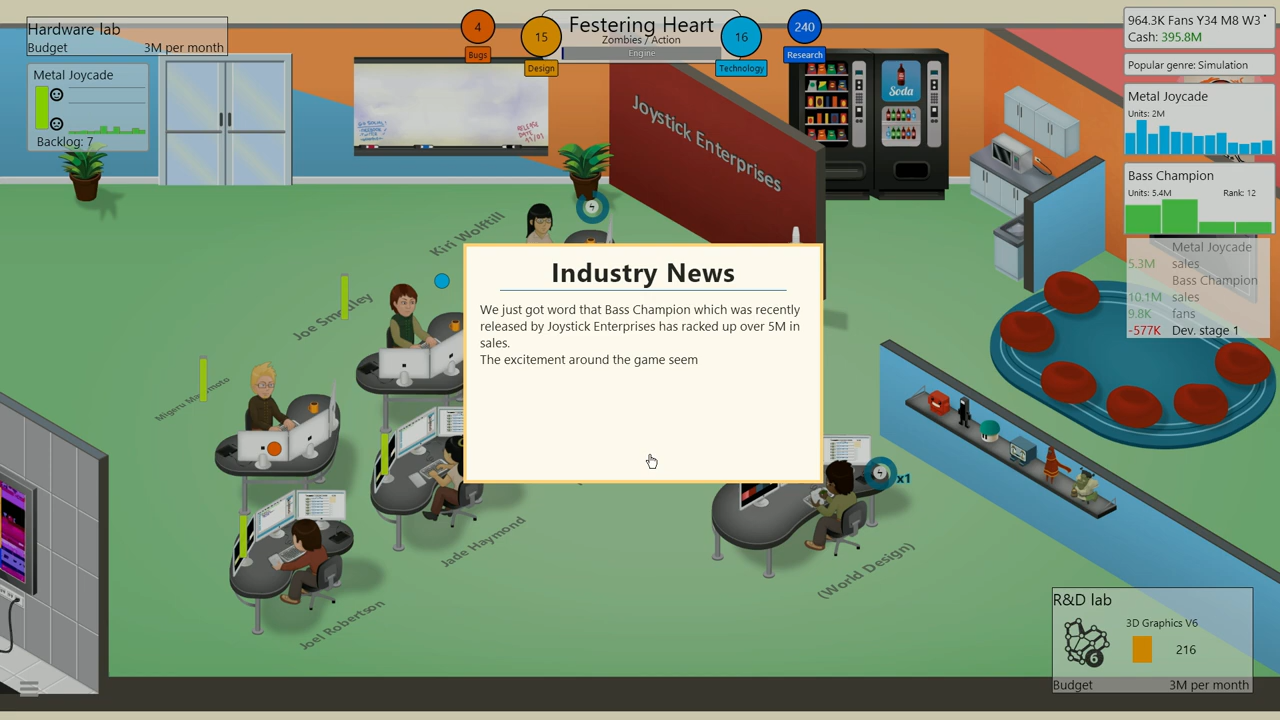 Hardware lab
Budget 3M per month
Metal Joycade
Backlog: 7
4
Bugs
15
Design
Festering Heart
Zombies / Action
Engine
16
Technology
240
Research
964.3K Fans Y34 M8 W3
Cash: 395.8M
Popular genre: Simulation
Metal Joycade
Units: 2M
Bass Champion
Units: 5.4M Rank: 12
Metal Joycade
5.3M sales
Bass Champion
10.1M sales
9.8K fans
-577K Dev. stage 1
RELEASE
DATE
Joystick Enterprises
Soda
Kiri Wolftill
Industry News
We just got word that Bass Champion which was recently
released by Joystick Enterprises has racked up over 5M in
sales.
The excitement around the game seem
Jade Haymond
Joel Robertson
x1
(World Design)
R&D lab
3D Graphics V6
6
216
Budget 3M per month